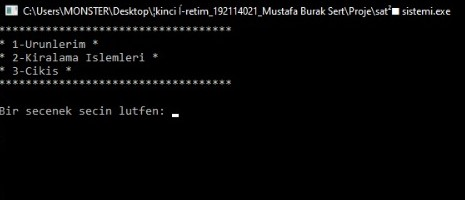 C:\Users\MONSTER\Desktop\¦kinci Í-retim_192114021_Mustafa Burak Sert\Proje\sat²■ sistemi.exe
***********************************
* 1-Urunlerim *
* 2-Kiralama Islemleri *
* 3-Cikis *
***********************************
Bir secenek secin lutfen: